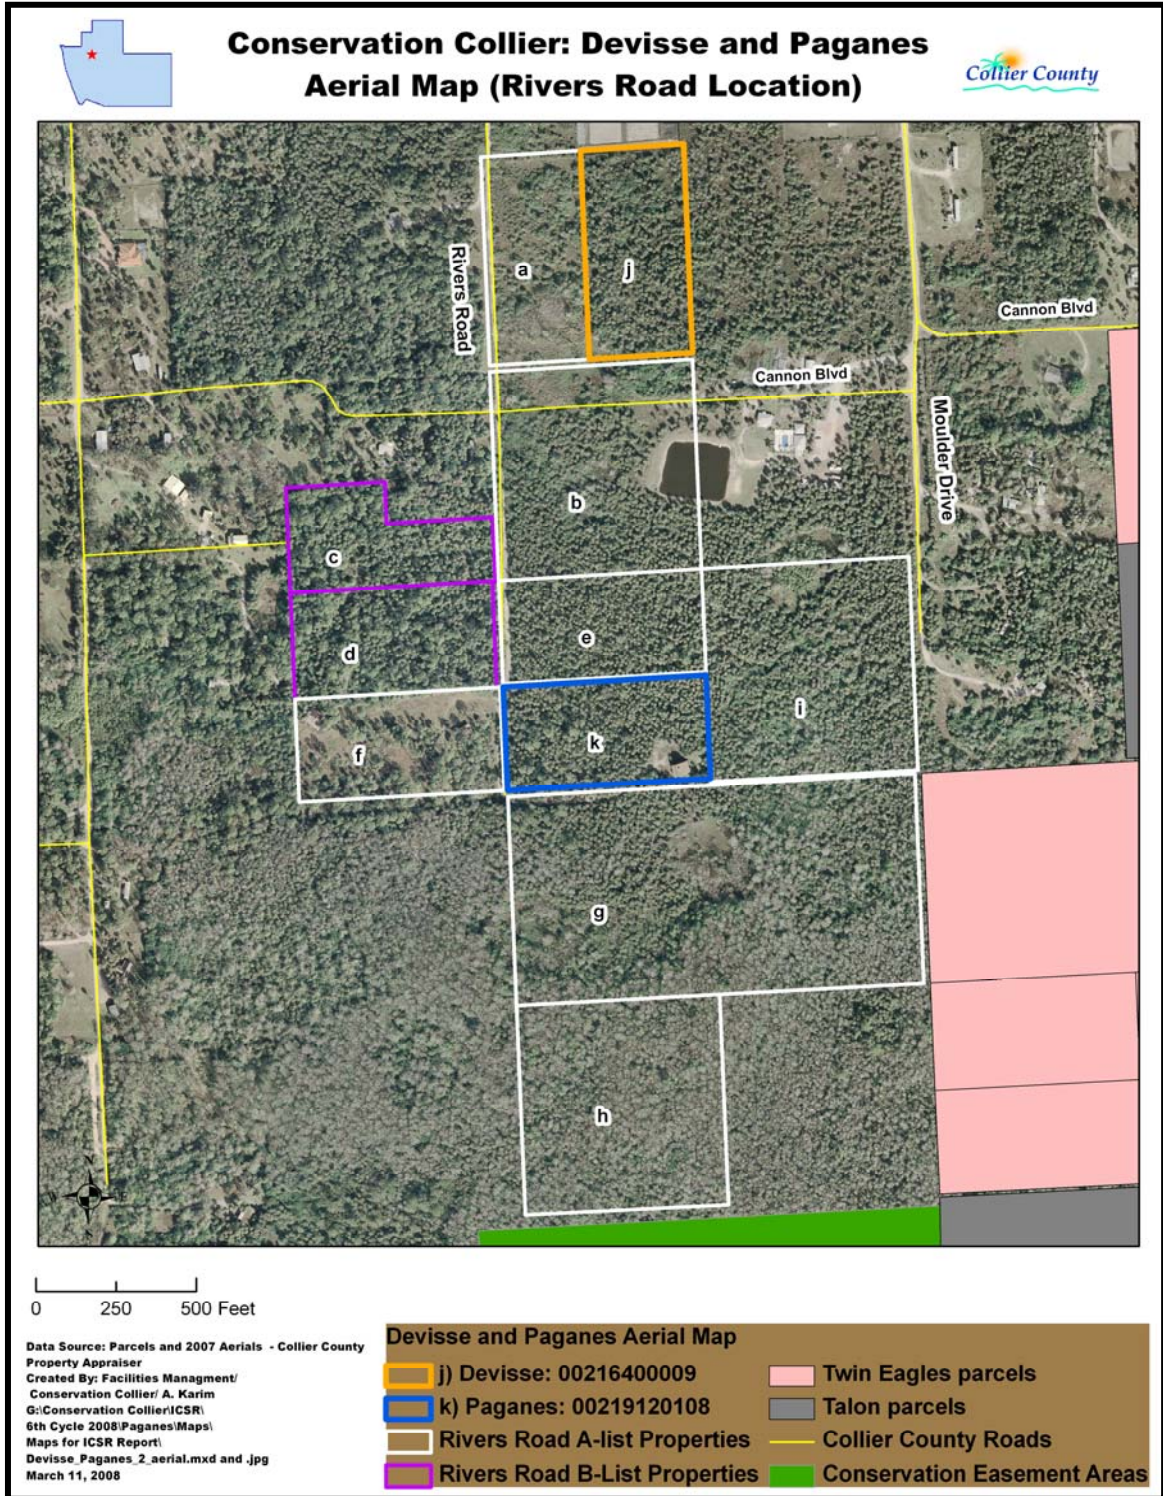 Conservation Collier: Devisse and Paganes
Aerial Map (Rivers Road Location)
Collier County
Rivers Road
a
j
Cannon Blvd
Cannon Blvd
Moulder Drive
b
c
e
d
i
k
f
g
h
N
W E
S
0 250 500 Feet
Data Source: Parcels and 2007 Aerials - Collier County
Property Appraiser
Created By: Facilities Managment/
Conservation Collier/ A. Karim
G:\Conservation Collier\ICSR\
6th Cycle 2008\Paganes\Maps\
Maps for ICSR Report\
Devisse_Paganes_2_aerial.mxd and .jpg
March 11, 2008
Devisse and Paganes Aerial Map
j) Devisse: 00216400009
k) Paganes: 00219120108
Rivers Road A-list Properties
Rivers Road B-List Properties
Twin Eagles parcels
Talon parcels
Collier County Roads
Conservation Easement Areas